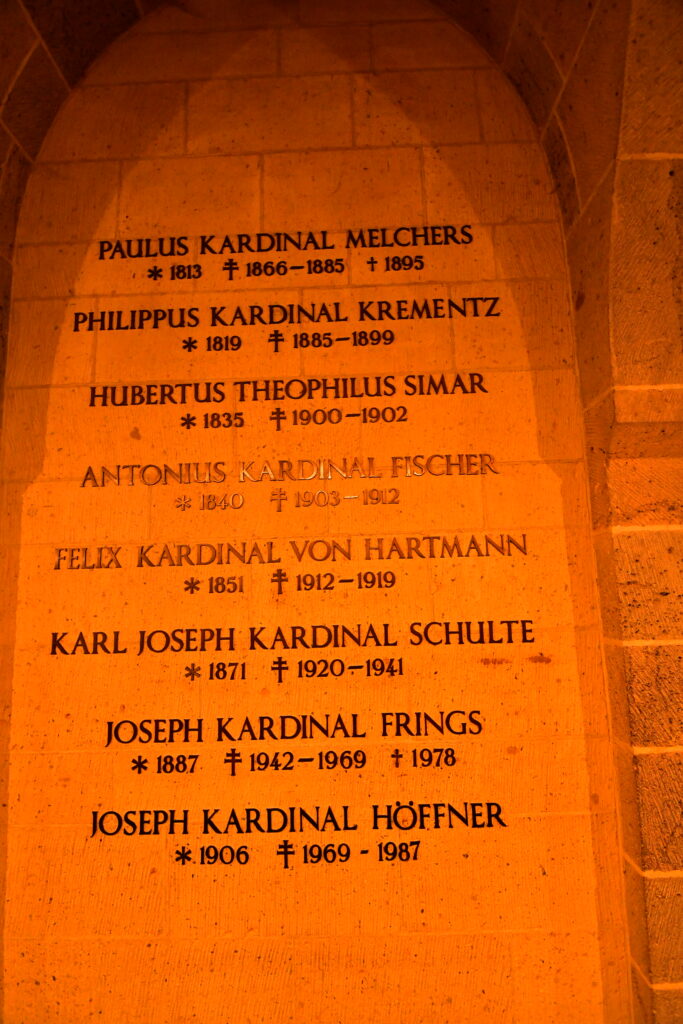 PAULUS KARDINAL MELCHERS
* 1813 ‡ 1866–1885 † 1895
PHILIPPUS KARDINAL KREMENTZ
* 1819 ‡ 1885–1899
HUBERTUS THEOPHILUS SIMAR
* 1835 ‡ 1900–1902
ANTONIUS KARDINAL FISCHER
* 1840 ‡ 1903–1912
FELIX KARDINAL VON HARTMANN
* 1851 ‡ 1912–1919
KARL JOSEPH KARDINAL SCHULTE
* 1871 ‡ 1920–1941
JOSEPH KARDINAL FRINGS
* 1887 ‡ 1942–1969 † 1978
JOSEPH KARDINAL HÖFFNER
* 1906 ‡ 1969 - 1987